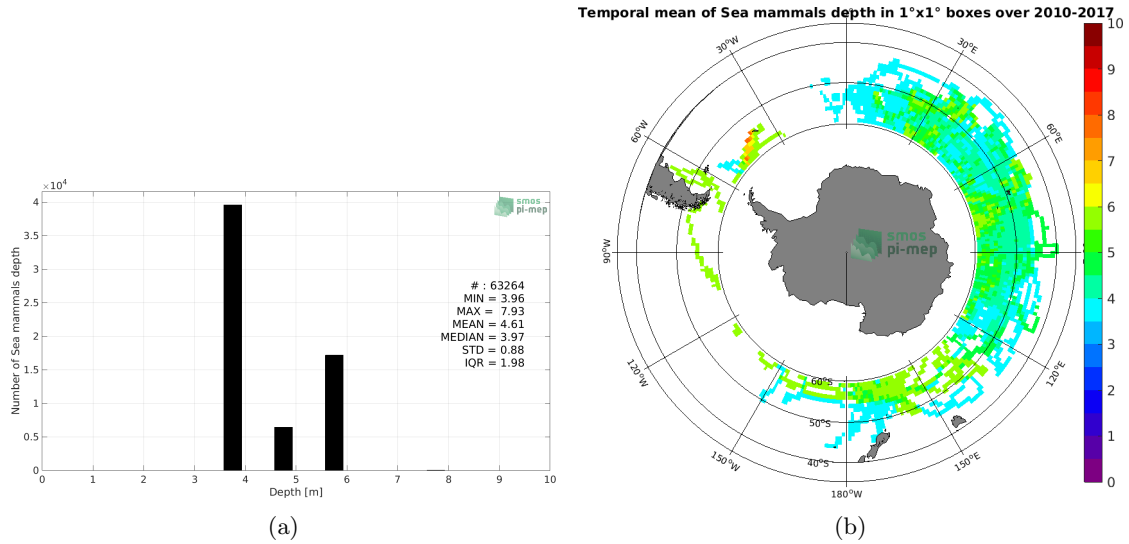 Temporal mean of Sea mammals depth in 1°x1° boxes over 2010-2017
×10⁴
4
3.5
3
2.5
2
1.5
1
0.5
0
Number of Sea mammals depth
smos
pi-mep
# : 63264
MIN = 3.96
MAX = 7.93
MEAN = 4.61
MEDIAN = 3.97
STD = 0.88
IQR = 1.98
0 1 2 3 4 5 6 7 8 9 10
Depth [m]
(a)
30°W
30°E
60°W
60°E
90°W
smos
pi-mep
120°W
120°E
60°S
50°S
40°S
150°W
150°E
180°W
10
9
8
7
6
5
4
3
2
1
0
(b)